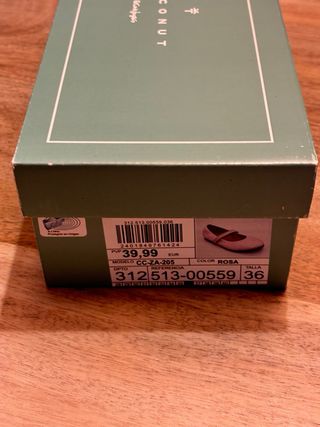 CONUT
312 513 00559 036
2401846761424
PVP 39,99 EUR
MODELO CC-ZA-205 COLOR ROSA
DPTO REFERENCIA TALLA
312 513-00559 36